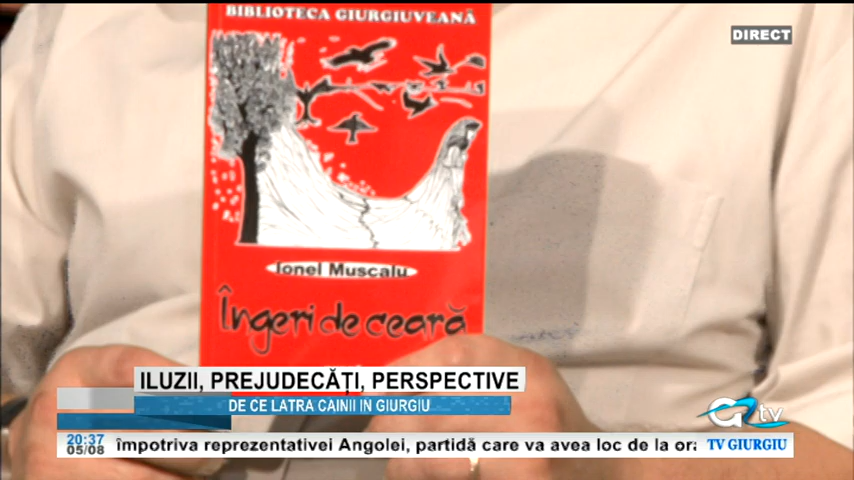 BIBLIOTECA GIURGIUVEANĂ
DIRECT
Ionel Muscalu
Îngeri de ceară
ILUZII, PREJUDECĂȚI, PERSPECTIVE
DE CE LATRA CAINII IN GIURGIU
G2tv
20:37
05/08
împotriva reprezentativei Angolei, partidă care va avea loc de la ora
TV GIURGIU